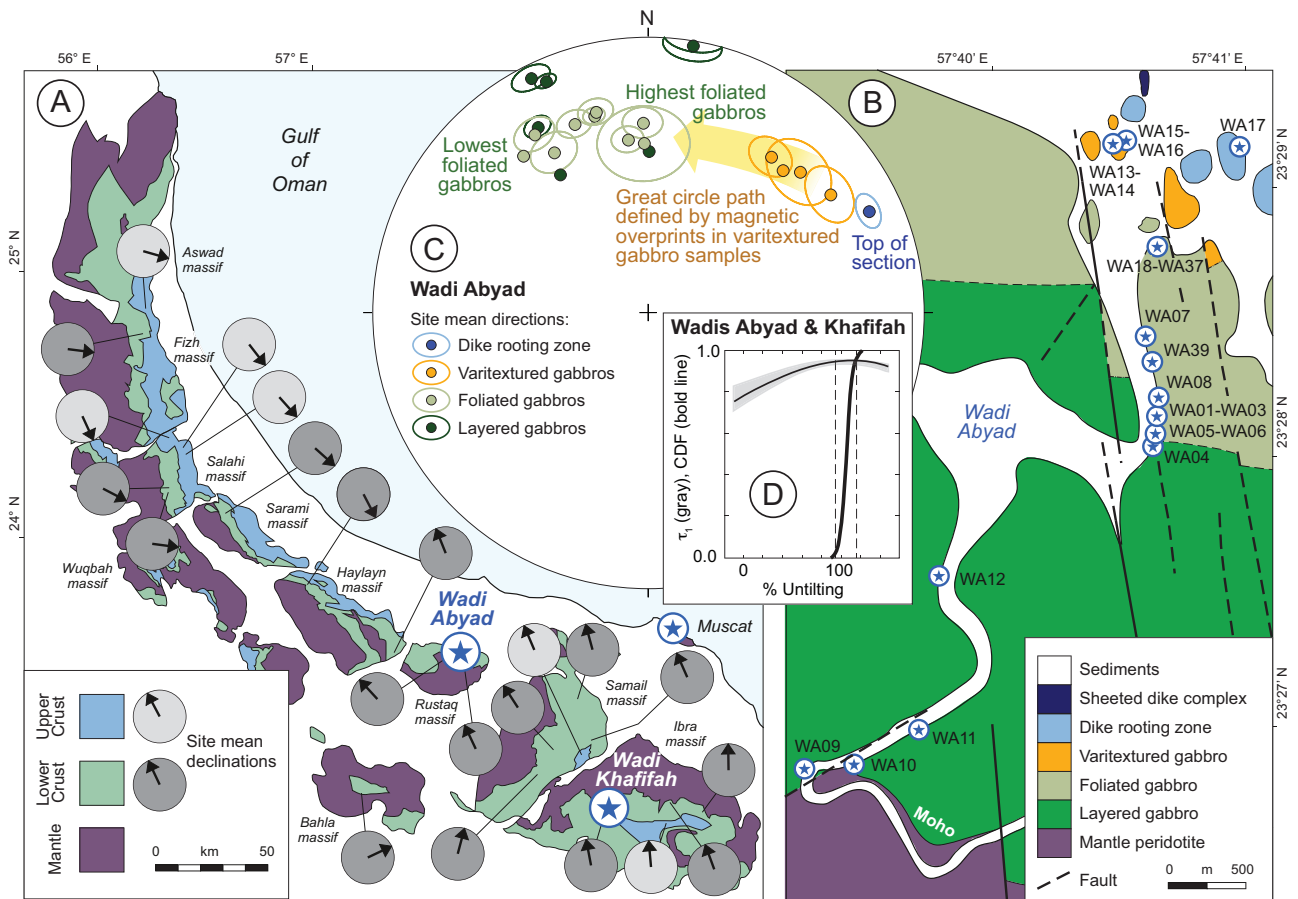 N
56° E
57° E
57° 40' E
57° 41' E
A
Gulf
of
Oman
Aswad
massif
25° N
Fizh
massif
Salahi
massif
24° N
Sarami
massif
Wuqbah
massif
Haylayn
massif
Wadi
Abyad
Muscat
Rustaq
massif
Samail
massif
Ibra
massif
Wadi
Khafifah
Bahla
massif
Upper
Crust
Lower
Crust
Mantle
Site mean
declinations
0 km 50
Highest foliated
gabbros
Lowest
foliated
gabbros
Great circle path
defined by magnetic
overprints in varitextured
gabbro samples
Top of
section
C
Wadi Abyad
Site mean directions:
Dike rooting zone
Varitextured gabbros
Foliated gabbros
Layered gabbros
Wadis Abyad & Khafifah
1.0
0.0
τ1 (gray), CDF (bold line)
D
0 100
% Untilting
B
WA15-
WA16
WA17
WA13-
WA14
23°29' N
WA18-WA37
WA07
WA39
WA08
WA01-WA03
WA05-WA06
WA04
23°28' N
Wadi
Abyad
WA12
WA11
WA09
WA10
Moho
23°27' N
Sediments
Sheeted dike complex
Dike rooting zone
Varitextured gabbro
Foliated gabbro
Layered gabbro
Mantle peridotite
Fault
0 m 500